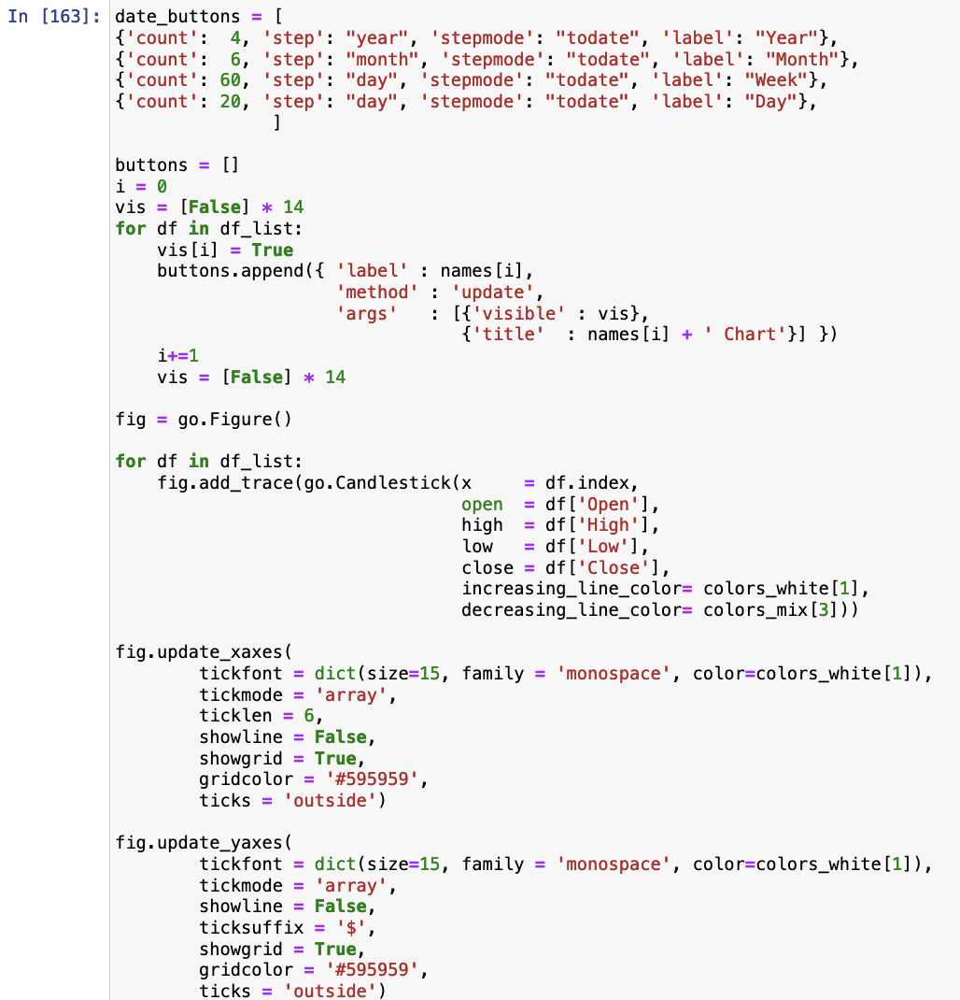 In [163]: date_buttons = [
{'count':  4, 'step': "year", 'stepmode': "todate", 'label': "Year"},
{'count':  6, 'step': "month", 'stepmode': "todate", 'label': "Month"},
{'count': 60, 'step': "day", 'stepmode': "todate", 'label': "Week"},
{'count': 20, 'step': "day", 'stepmode': "todate", 'label': "Day"},
               ]

buttons = []
i = 0
vis = [False] * 14
for df in df_list:
    vis[i] = True
    buttons.append({ 'label' : names[i],
                     'method' : 'update',
                     'args'   : [{'visible' : vis},
                                 {'title'  : names[i] + ' Chart'}] })
    i+=1
    vis = [False] * 14

fig = go.Figure()

for df in df_list:
    fig.add_trace(go.Candlestick(x     = df.index,
                                 open  = df['Open'],
                                 high  = df['High'],
                                 low   = df['Low'],
                                 close = df['Close'],
                                 increasing_line_color= colors_white[1],
                                 decreasing_line_color= colors_mix[3]))

fig.update_xaxes(
        tickfont = dict(size=15, family = 'monospace', color=colors_white[1]),
        tickmode = 'array',
        ticklen = 6,
        showline = False,
        showgrid = True,
        gridcolor = '#595959',
        ticks = 'outside')

fig.update_yaxes(
        tickfont = dict(size=15, family = 'monospace', color=colors_white[1]),
        tickmode = 'array',
        showline = False,
        ticksuffix = '$',
        showgrid = True,
        gridcolor = '#595959',
        ticks = 'outside')